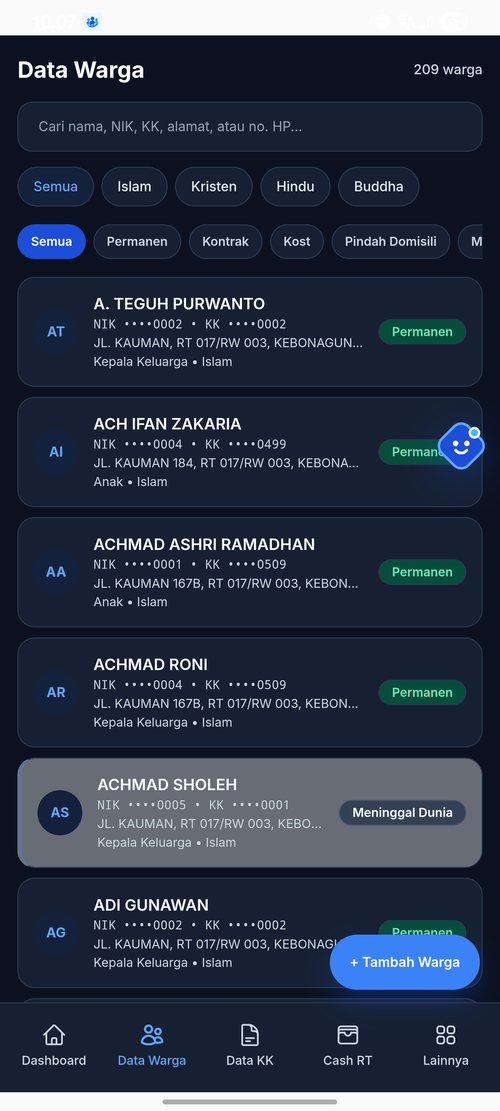 10.07
Data Warga
209 warga
Cari nama, NIK, KK, alamat, atau no. HP...
Semua
Islam
Kristen
Hindu
Buddha
Semua
Permanen
Kontrak
Kost
Pindah Domisili
M
AT
A. TEGUH PURWANTO
NIK ••••0002 • KK ••••0002
JL. KAUMAN, RT 017/RW 003, KEBONAGUN...
Kepala Keluarga • Islam
Permanen
AI
ACH IFAN ZAKARIA
NIK ••••0004 • KK ••••0499
JL. KAUMAN 184, RT 017/RW 003, KEBONA...
Anak • Islam
AA
ACHMAD ASHRI RAMADHAN
NIK ••••0001 • KK ••••0509
JL. KAUMAN 167B, RT 017/RW 003, KEBON...
Anak • Islam
Permanen
AR
ACHMAD RONI
NIK ••••0004 • KK ••••0509
JL. KAUMAN 167B, RT 017/RW 003, KEBON...
Kepala Keluarga • Islam
Permanen
AS
ACHMAD SHOLEH
NIK ••••0005 • KK ••••0001
JL. KAUMAN, RT 017/RW 003, KEBO...
Kepala Keluarga • Islam
Meninggal Dunia
AG
ADI GUNAWAN
NIK ••••0002 • KK ••••0002
JL. KAUMAN, RT 017/RW 003, KEBONAGU
Kepala Keluarga • Islam
Permanen
+ Tambah Warga
Dashboard
Data Warga
Data KK
Cash RT
Lainnya